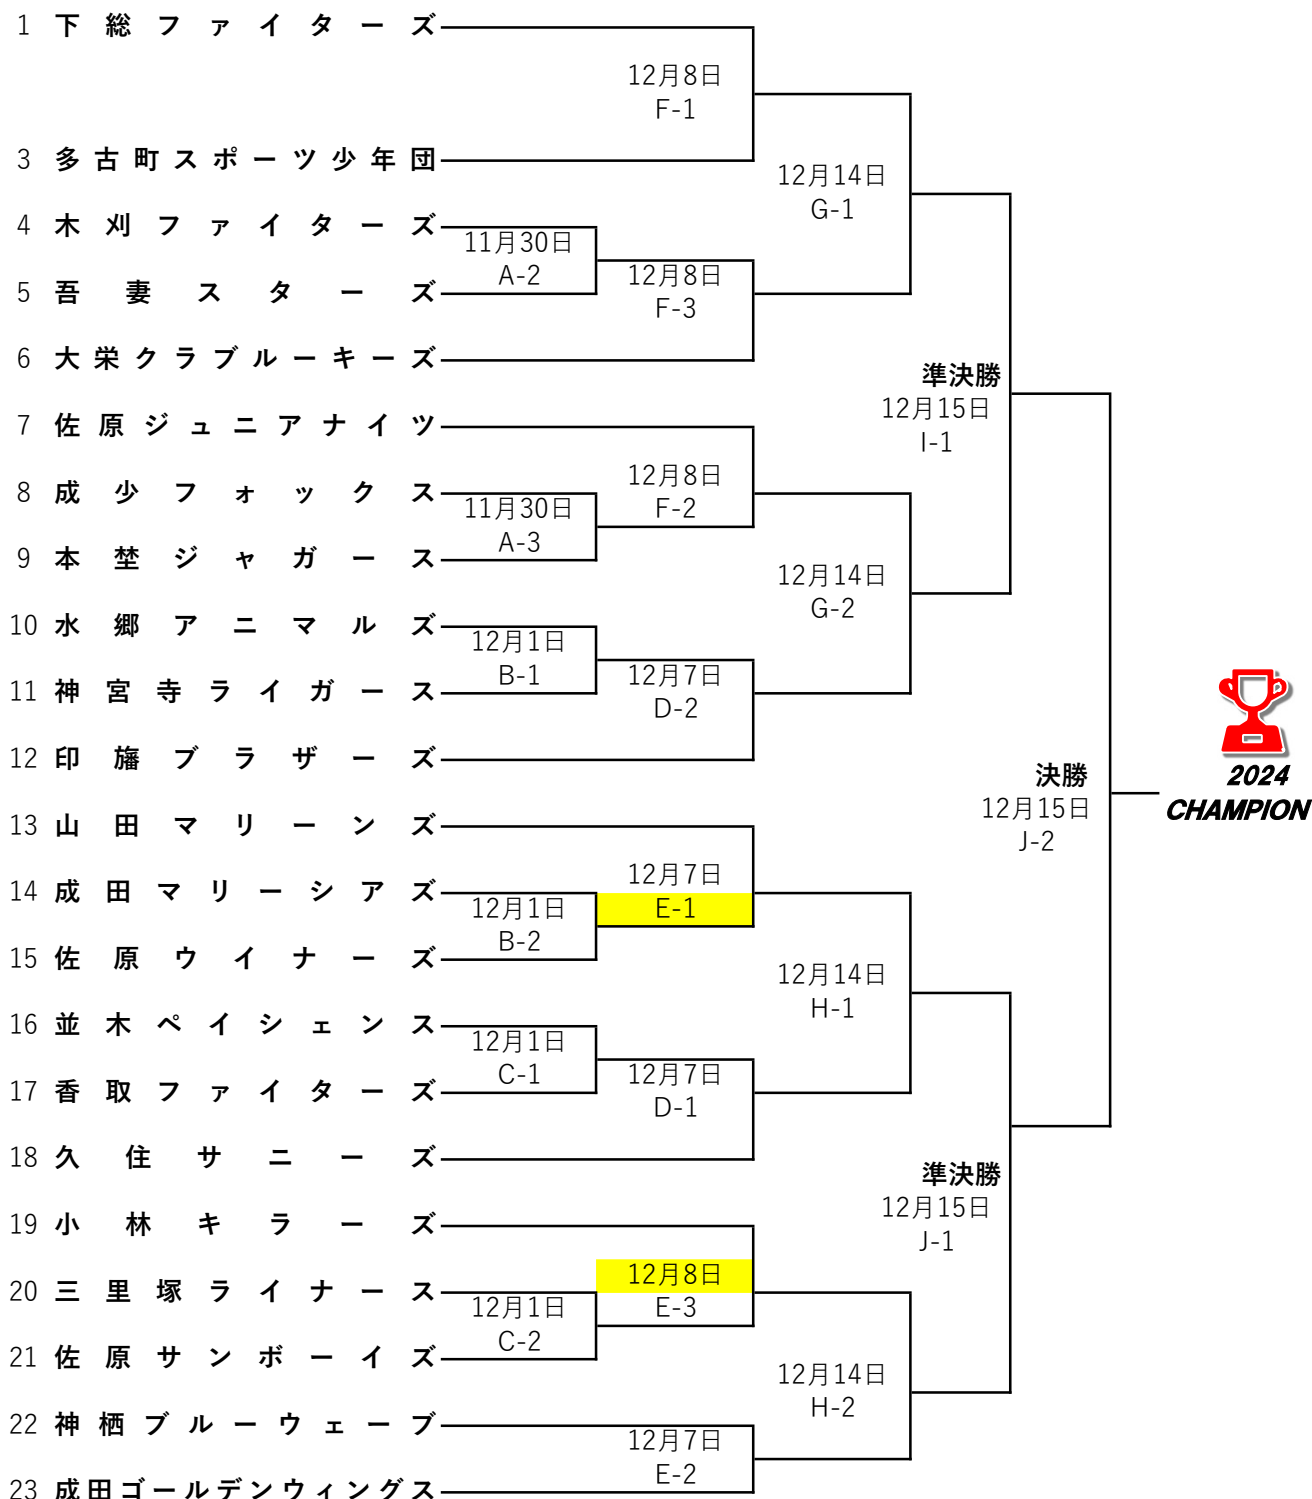 1 下総ファイターズ
12月8日
F-1
3 多古町スポーツ少年団
12月14日
G-1
4 木刈ファイターズ
11月30日
A-2
5 吾妻スターズ
12月8日
F-3
6 大栄クラブルーキーズ
準決勝
12月15日
I-1
7 佐原ジュニアナイツ
8 成少フォックス
12月8日
F-2
11月30日
A-3
9 本埜ジャガース
12月14日
G-2
10 水郷アニマルズ
12月1日
B-1
11 神宮寺ライガース
12月7日
D-2
12 印旛ブラザーズ
決勝
12月15日
J-2
2024
CHAMPION
13 山田マリーンズ
12月7日
E-1
14 成田マリーシアズ
12月1日
B-2
15 佐原ウイナーズ
12月14日
H-1
16 並木ペイシェンス
12月1日
C-1
17 香取ファイターズ
12月7日
D-1
18 久住サニーズ
準決勝
12月15日
J-1
19 小林キラーズ
12月8日
E-3
20 三里塚ライナース
12月1日
C-2
21 佐原サンボーイズ
12月14日
H-2
22 神栖ブルーウェーブ
12月7日
E-2
23 成田ゴールデンウィングス